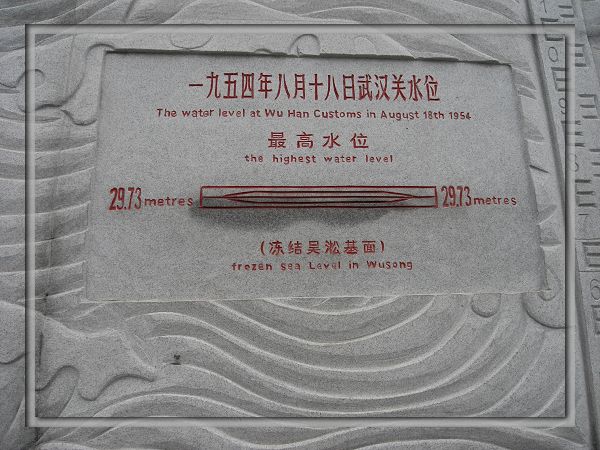 一九五四年八月十八日武汉关水位
The water level at Wu Han Customs in August 18th 1954
最高水位
the highest water level
29.73 metres 29.73 metres
(冻结吴淞基面)
frozen sea Level in Wusong